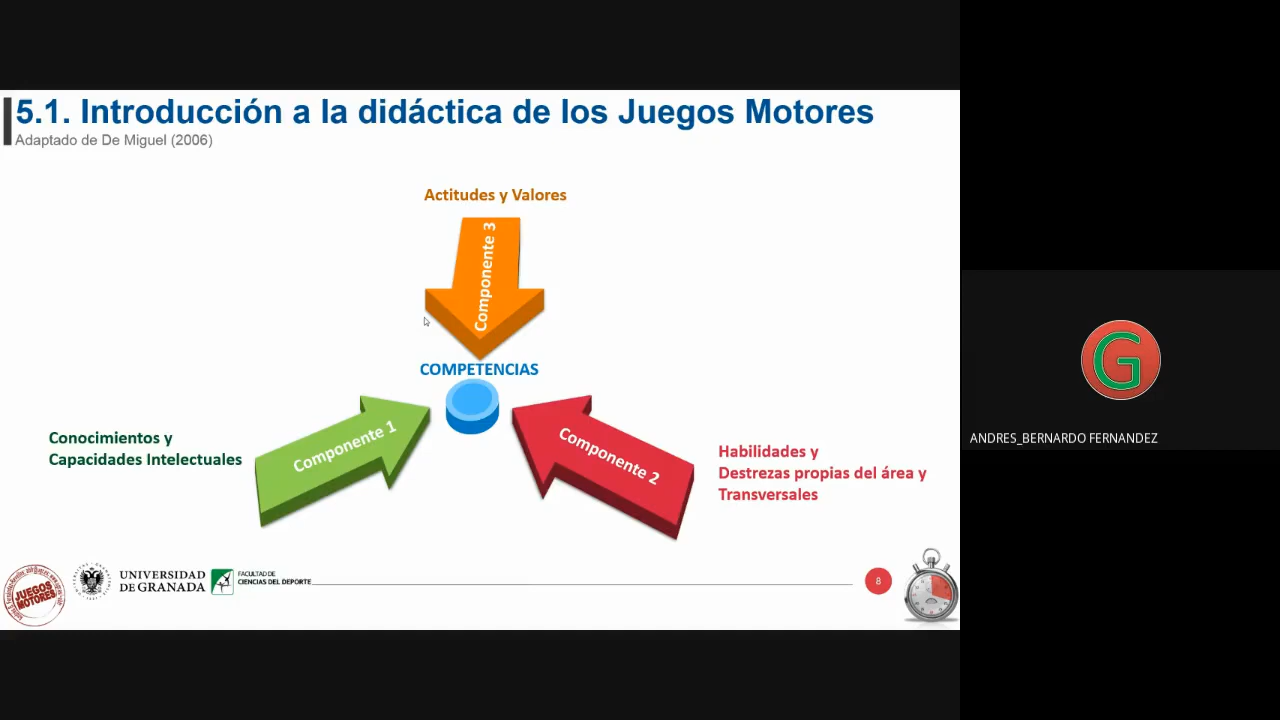 5.1. Introducción a la didáctica de los Juegos Motores
Adaptado de De Miguel (2006)
Actitudes y Valores
Componente 3
COMPETENCIAS
Conocimientos y
Capacidades Intelectuales
Componente 1
Componente 2
Habilidades y
Destrezas propias del área y
Transversales
JUEGOS
MOTORES
UNIVERSIDAD
DE GRANADA
FACULTAD DE
CIENCIAS DEL DEPORTE
8
G
ANDRES_BERNARDO FERNANDEZ